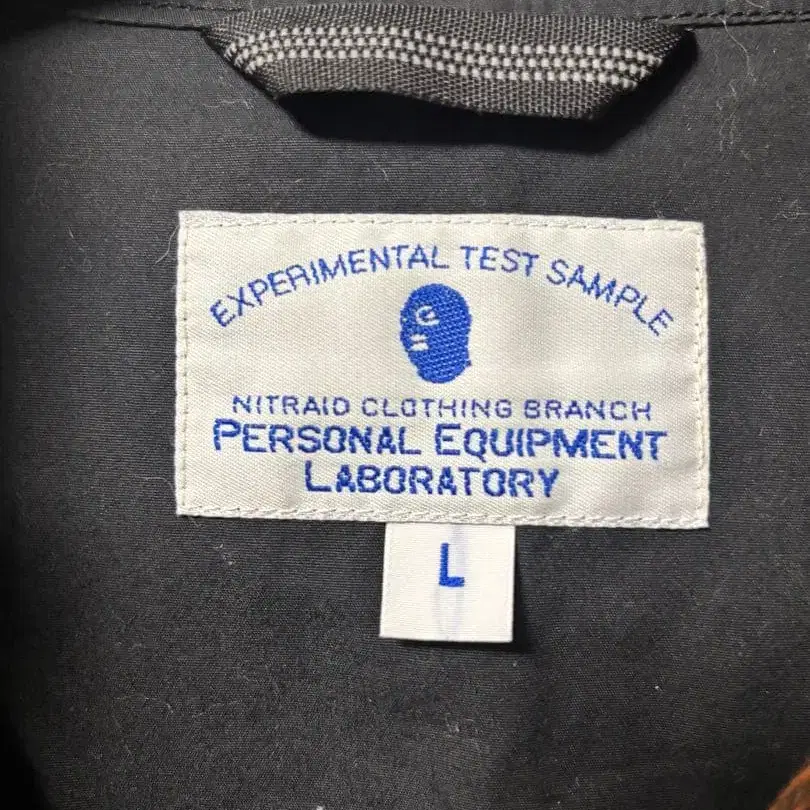 EXPERIMENTAL TEST SAMPLE
NITRAID CLOTHING BRANCH
PERSONAL EQUIPMENT
LABORATORY
L